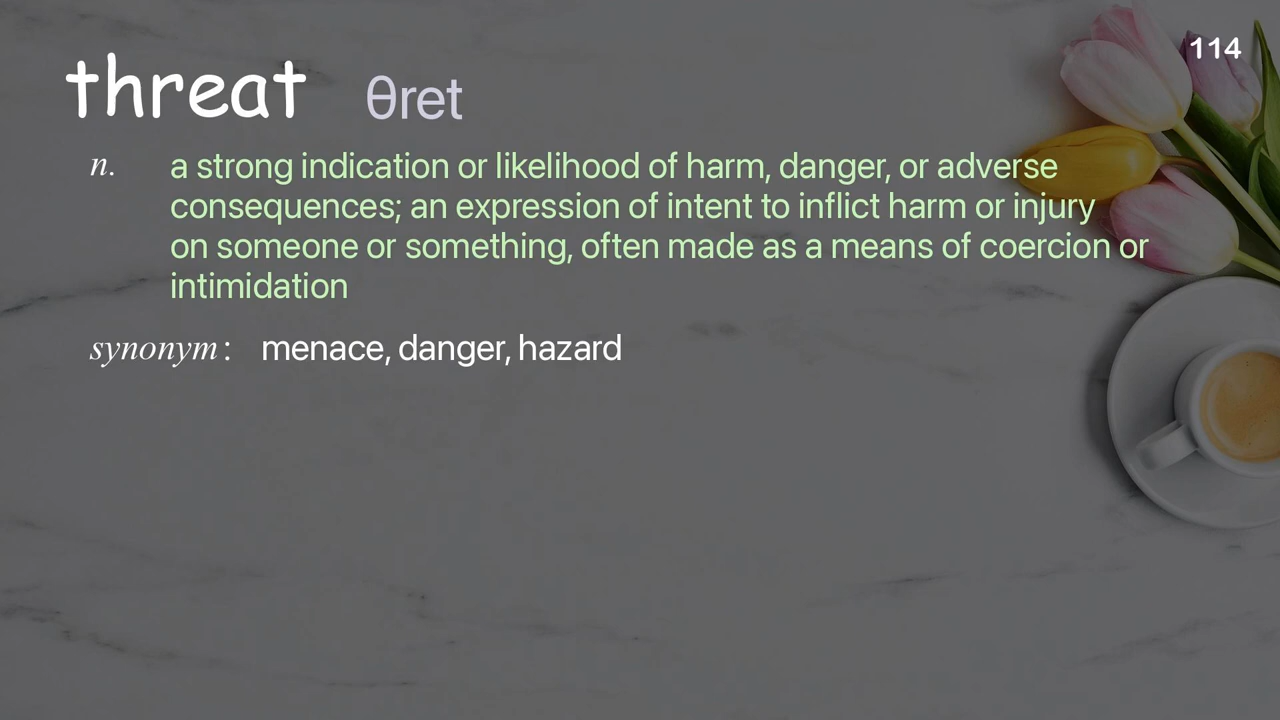 114
threat θret
n. a strong indication or likelihood of harm, danger, or adverse
consequences; an expression of intent to inflict harm or injury
on someone or something, often made as a means of coercion or
intimidation
synonym: menace, danger, hazard